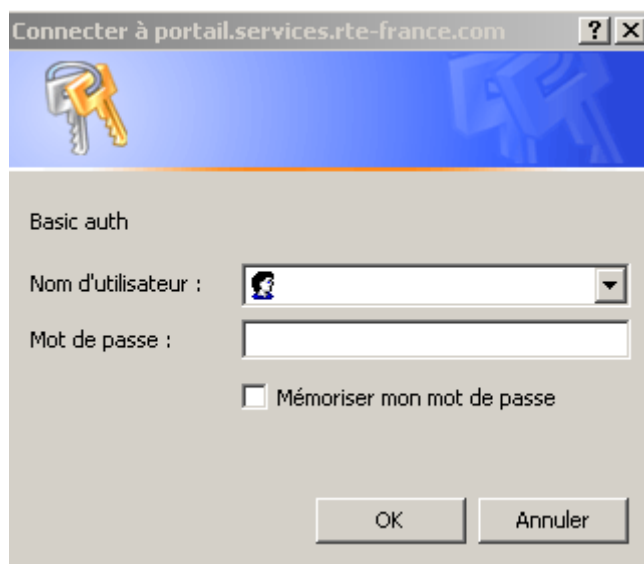 Connecter à portail.services.rte-france.com
Basic auth
Nom d'utilisateur :
Mot de passe :
Mémoriser mon mot de passe
OK Annuler